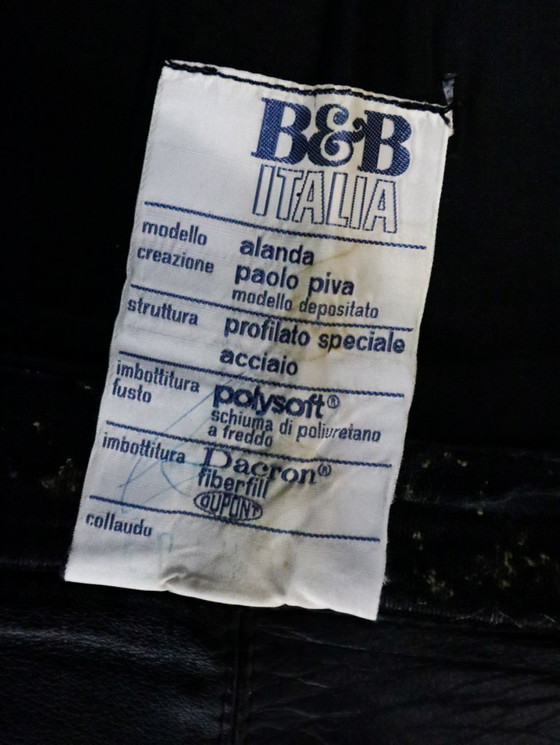 B&B
ITALIA
modello alanda
creazione paolo piva
modello depositato
struttura profilato speciale
acciaio
imbottitura polysoft®
fusto schiuma di poliuretano
a freddo
imbottitura Dacron®
fiberfill
DUPONT
collaudo